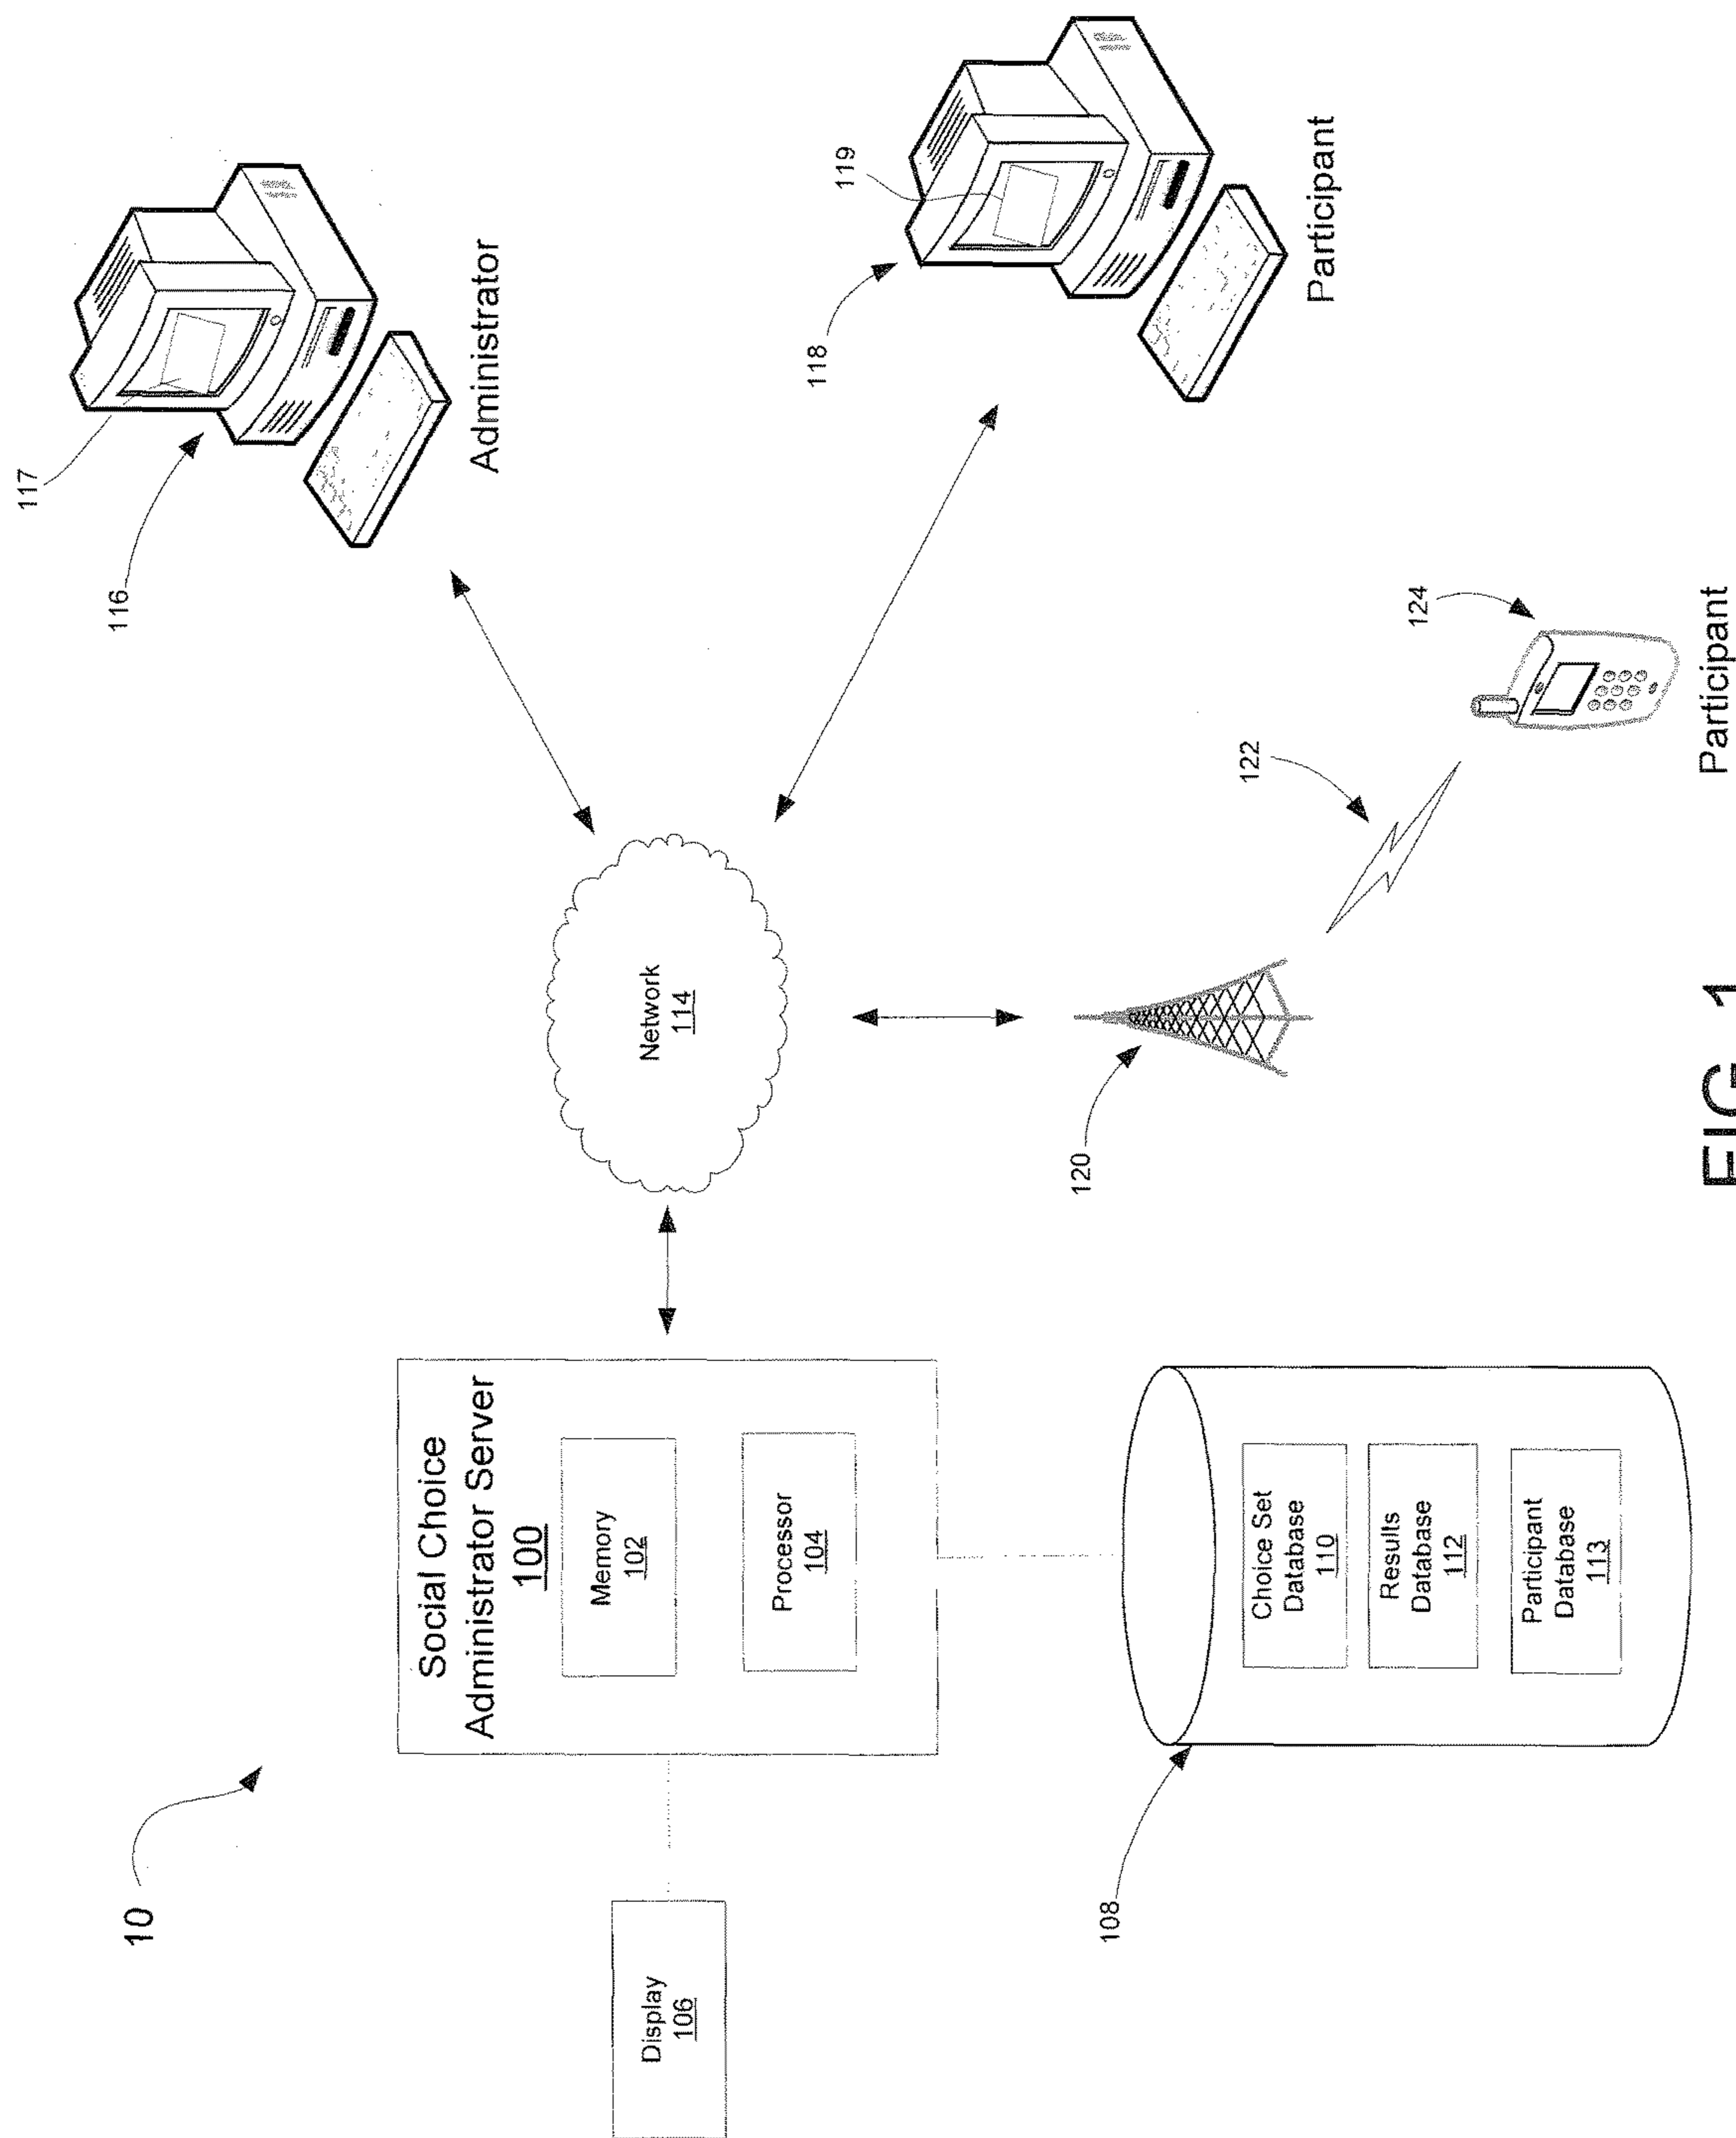 10
Display
106
Social Choice
Administrator Server
100
Memory
102
Processor
104
108
Choice Set
Database
110
Results
Database
112
Participant
Database
113
Network
114
120
122
124
Participant
116
117
Administrator
118
119
Participant
FIG. 1